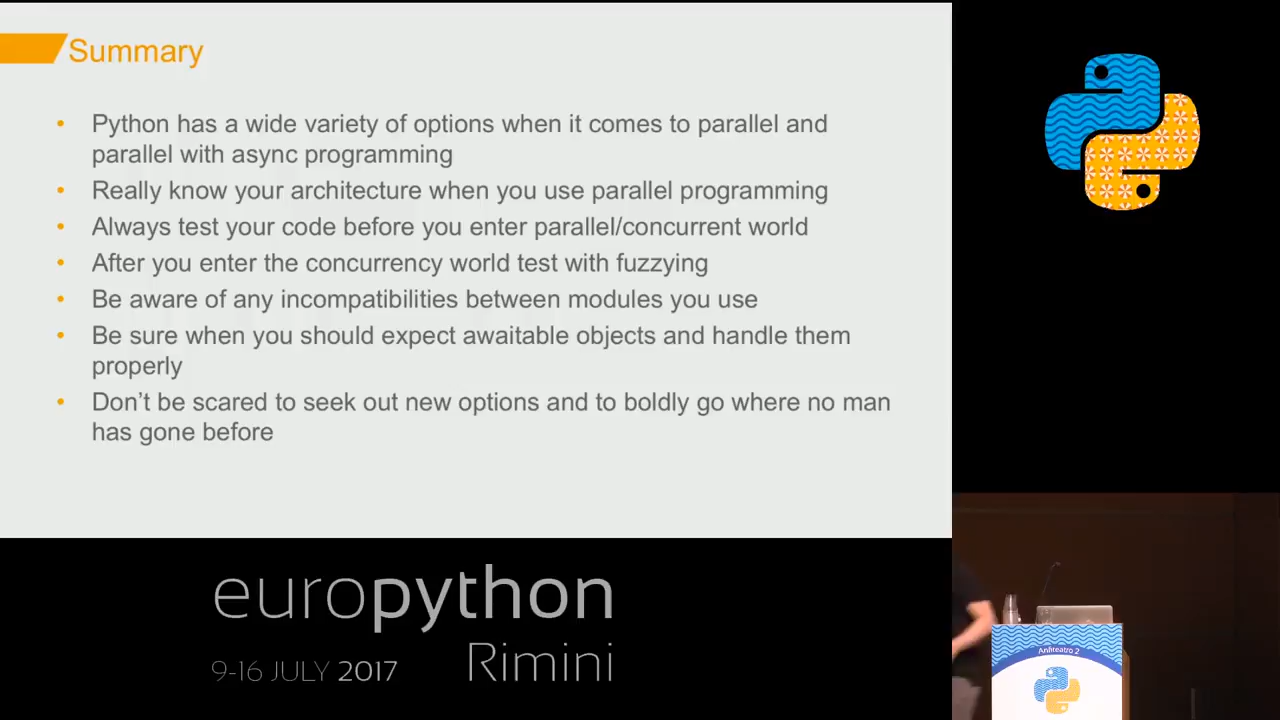 Summary
• Python has a wide variety of options when it comes to parallel and
parallel with async programming
• Really know your architecture when you use parallel programming
• Always test your code before you enter parallel/concurrent world
• After you enter the concurrency world test with fuzzying
• Be aware of any incompatibilities between modules you use
• Be sure when you should expect awaitable objects and handle them
properly
• Don't be scared to seek out new options and to boldly go where no man
has gone before
europython
9-16 JULY 2017 Rimini
Anfiteatro 2